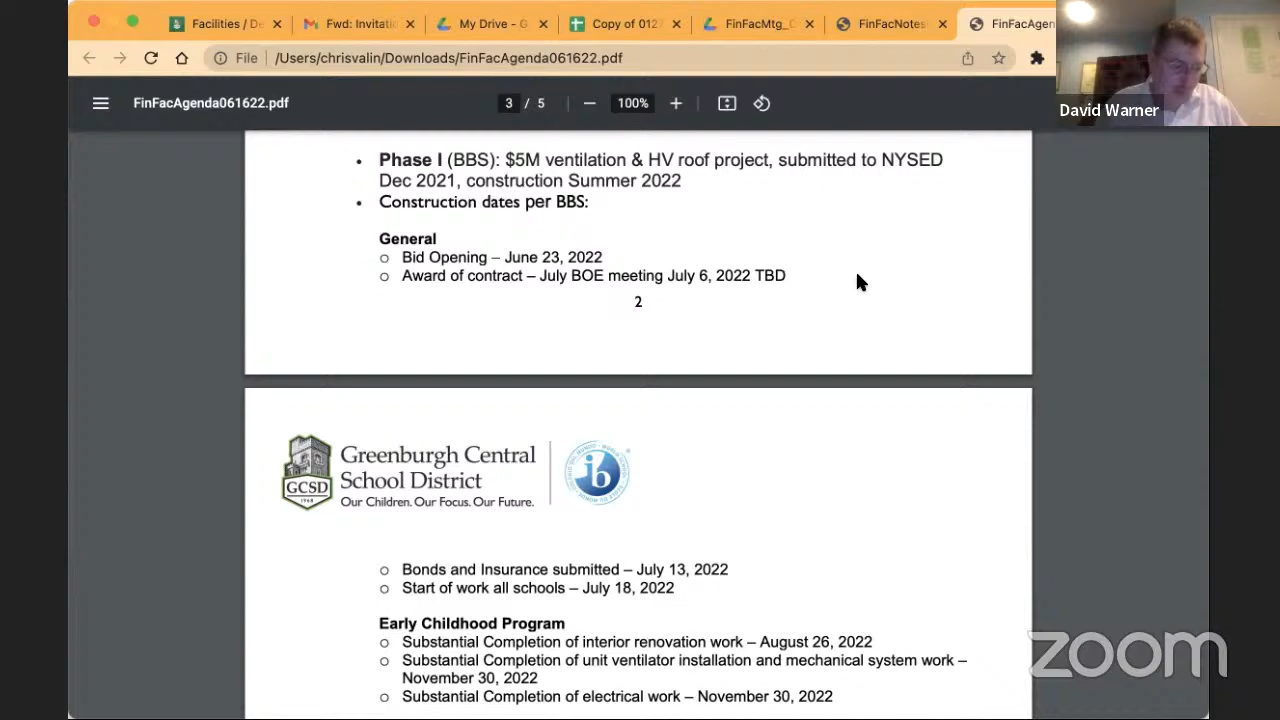 Facilities / De
Fwd: Invitati
My Drive - G
Copy of 012
FinFacMtg_
FinFacNotes
FinFacAgen
File
/Users/chrisvalin/Downloads/FinFacAgenda061622.pdf
FinFacAgenda061622.pdf
3 / 5
100%
David Warner
• Phase I (BBS): $5M ventilation & HV roof project, submitted to NYSED
Dec 2021, construction Summer 2022
• Construction dates per BBS:
General
o Bid Opening – June 23, 2022
o Award of contract – July BOE meeting July 6, 2022 TBD
2
GCSD
1968
Greenburgh Central
School District
Our Children. Our Focus. Our Future.
ib
o Bonds and Insurance submitted – July 13, 2022
o Start of work all schools – July 18, 2022
Early Childhood Program
o Substantial Completion of interior renovation work – August 26, 2022
o Substantial Completion of unit ventilator installation and mechanical system work –
November 30, 2022
o Substantial Completion of electrical work – November 30, 2022
zoom